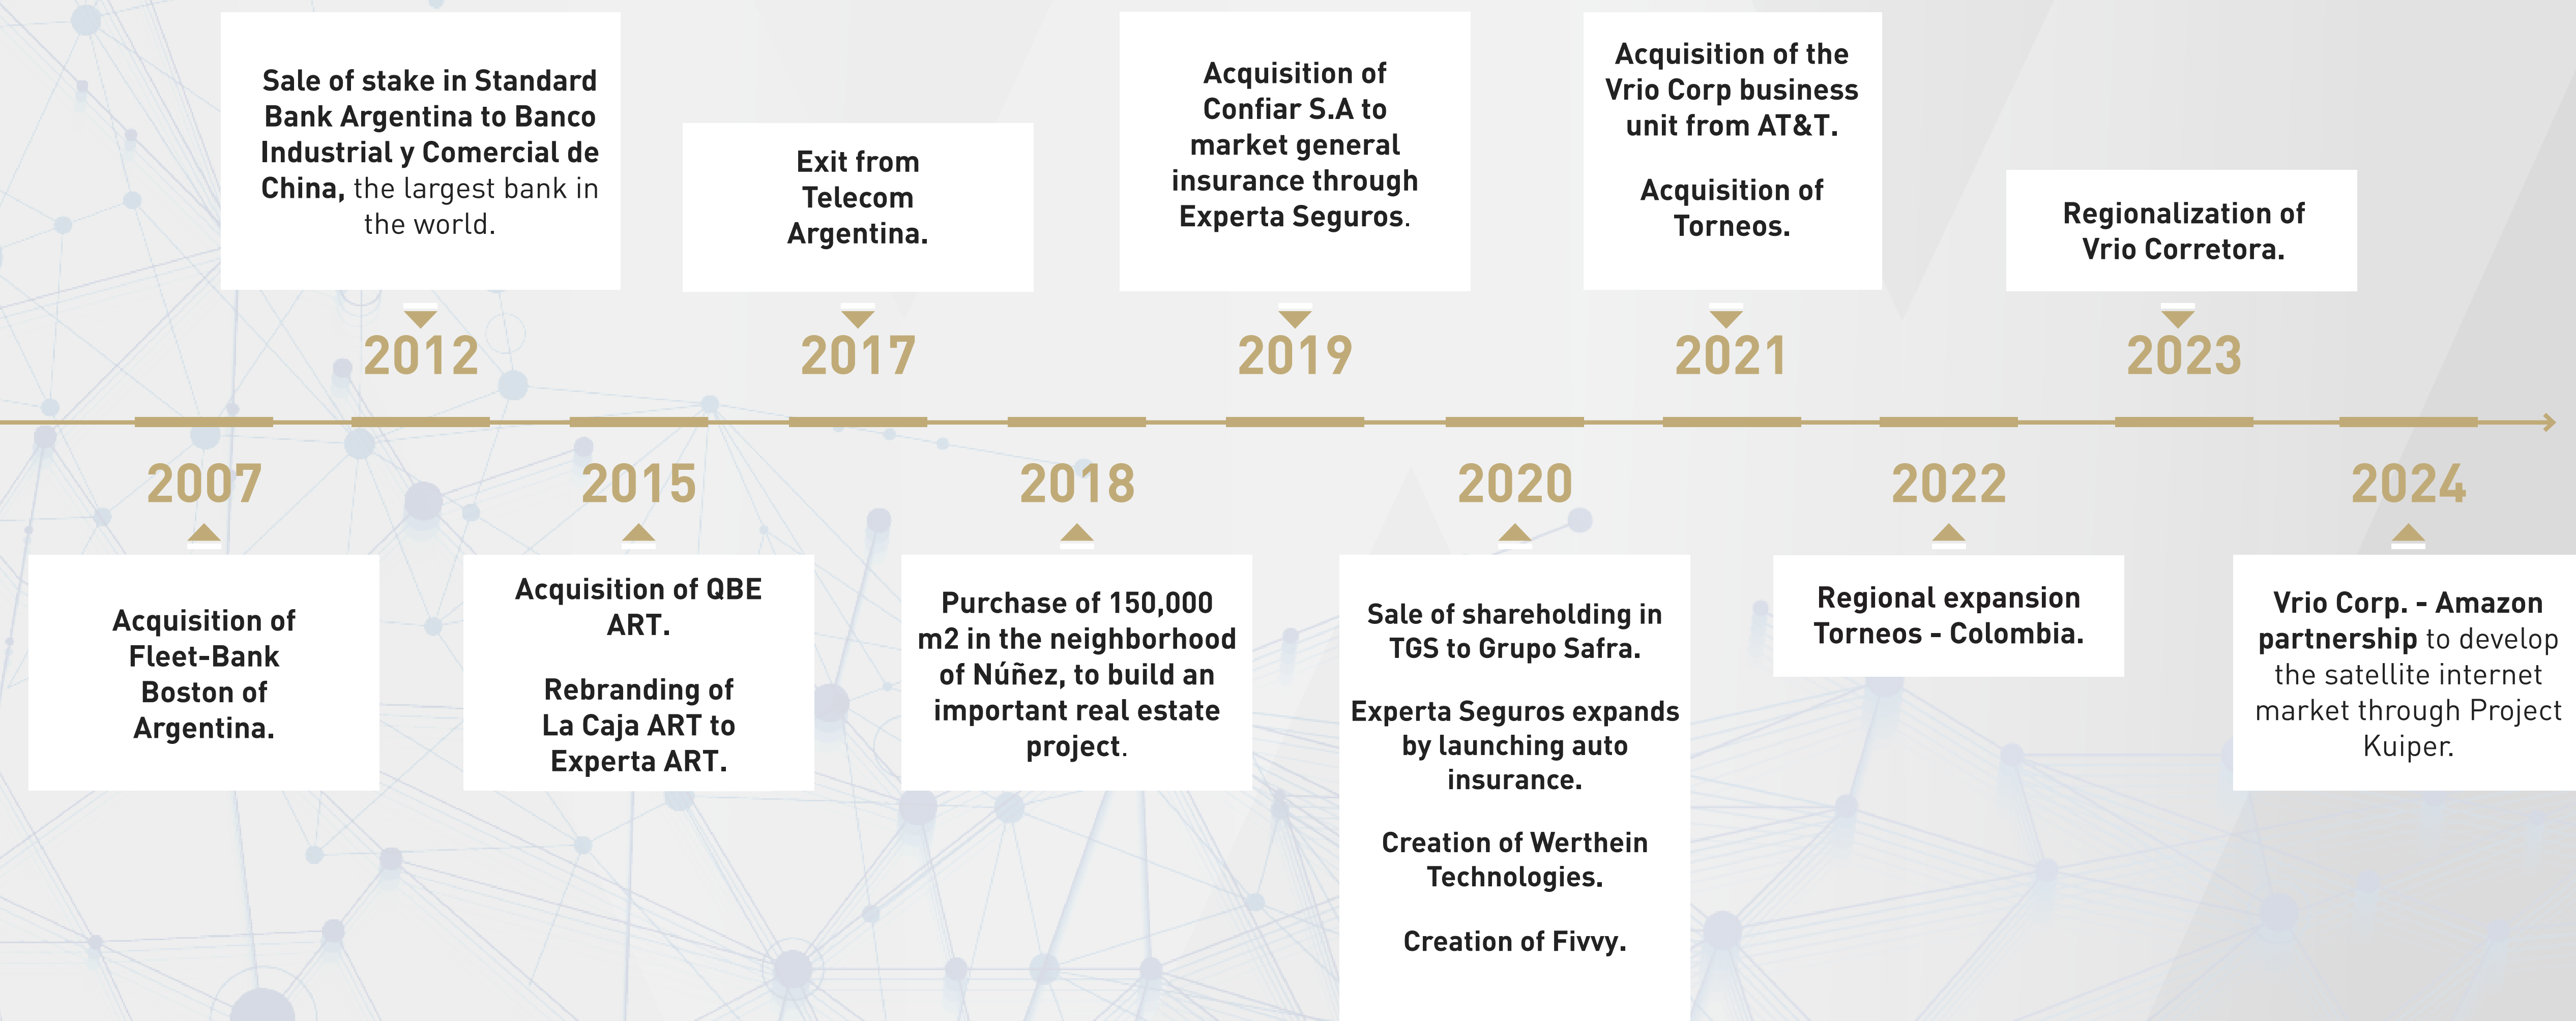 Sale of stake in Standard
Bank Argentina to Banco
Industrial y Comercial de
China, the largest bank in
the world.
2012
Exit from
Telecom
Argentina.
2017
Acquisition of
Confiar S.A to
market general
insurance through
Experta Seguros.
2019
Acquisition of the
Vrio Corp business
unit from AT&T.
Acquisition of
Torneos.
2021
Regionalization of
Vrio Corretora.
2023
2007
Acquisition of
Fleet-Bank
Boston of
Argentina.
2015
Acquisition of QBE
ART.
Rebranding of
La Caja ART to
Experta ART.
2018
Purchase of 150,000
m2 in the neighborhood
of Núñez, to build an
important real estate
project.
2020
Sale of shareholding in
TGS to Grupo Safra.
Experta Seguros expands
by launching auto
insurance.
Creation of Werthein
Technologies.
Creation of Fivvy.
2022
Regional expansion
Torneos - Colombia.
2024
Vrio Corp. - Amazon
partnership to develop
the satellite internet
market through Project
Kuiper.